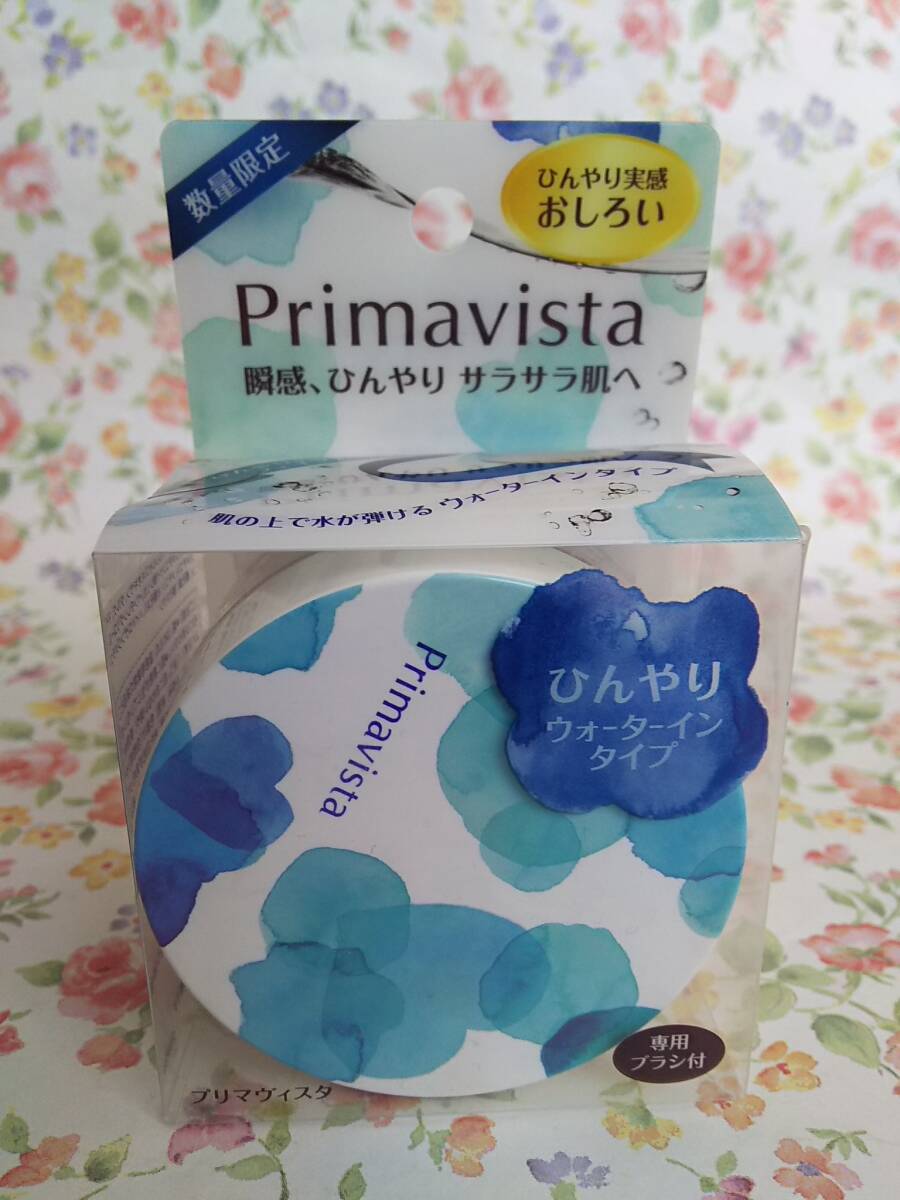 数量限定
ひんやり実感
おしろい
Primavista
瞬感、ひんやり サラサラ肌へ
肌の上で水が弾ける ウォーターインタイプ
Primavista
ひんやり
ウォーターイン
タイプ
専用
ブラシ付
プリマヴィスタ